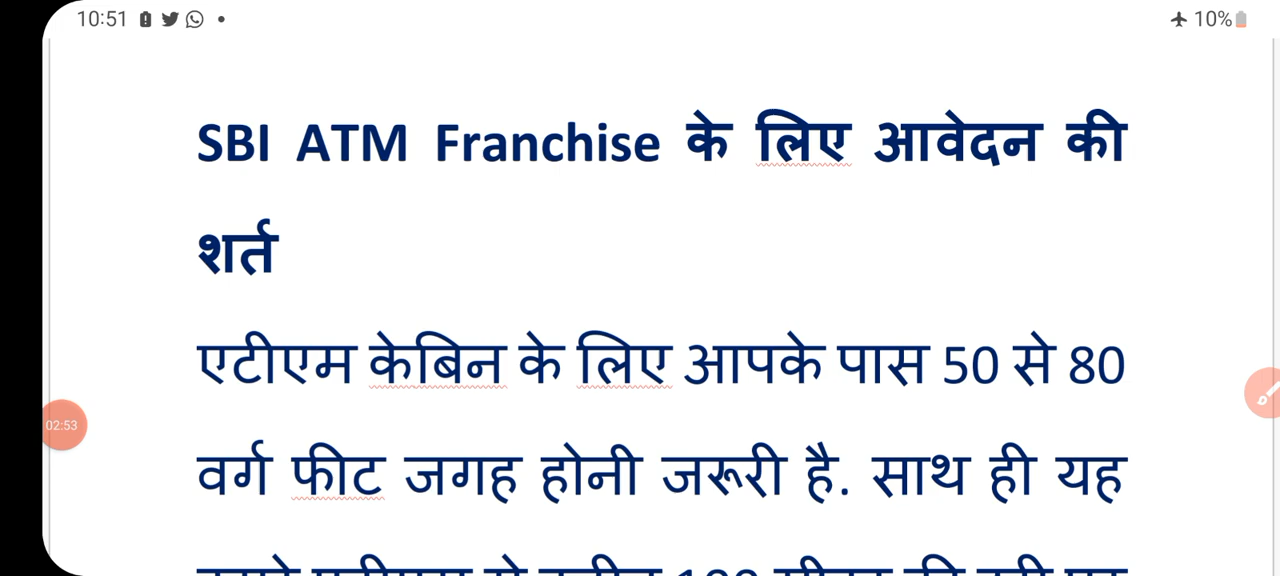 10:51
10%
SBI ATM Franchise के लिए आवेदन की
शर्त
एटीएम केबिन के लिए आपके पास 50 से 80
02:53
वर्ग फीट जगह होनी जरूरी है. साथ ही यह